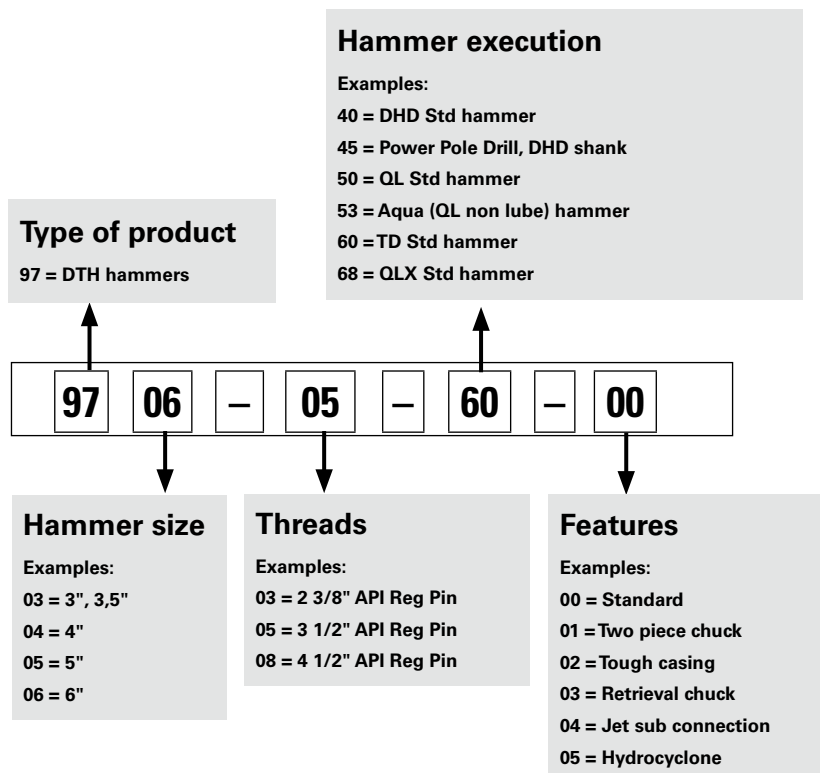 Hammer execution
Examples:
40 = DHD Std hammer
45 = Power Pole Drill, DHD shank
50 = QL Std hammer
53 = Aqua (QL non lube) hammer
60 = TD Std hammer
68 = QLX Std hammer
Type of product
97 = DTH hammers
97 06 – 05 – 60 – 00
Hammer size
Examples:
03 = 3", 3,5"
04 = 4"
05 = 5"
06 = 6"
Threads
Examples:
03 = 2 3/8" API Reg Pin
05 = 3 1/2" API Reg Pin
08 = 4 1/2" API Reg Pin
Features
Examples:
00 = Standard
01 = Two piece chuck
02 = Tough casing
03 = Retrieval chuck
04 = Jet sub connection
05 = Hydrocyclone